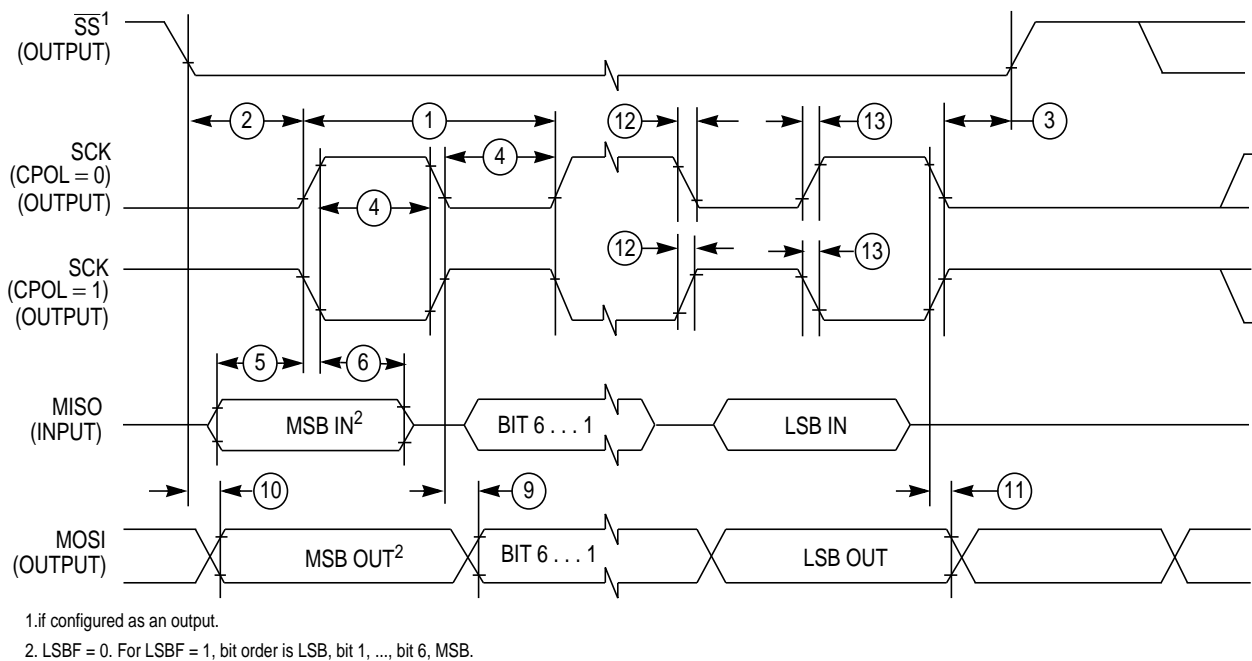 SS¹
(OUTPUT)
2
1
12
13
3
SCK
(CPOL = 0)
(OUTPUT)
4
4
12
13
SCK
(CPOL = 1)
(OUTPUT)
5
6
MISO
(INPUT)
MSB IN²
BIT 6 . . . 1
LSB IN
10
9
11
MOSI
(OUTPUT)
MSB OUT²
BIT 6 . . . 1
LSB OUT
1.if configured as an output.
2. LSBF = 0. For LSBF = 1, bit order is LSB, bit 1, ..., bit 6, MSB.